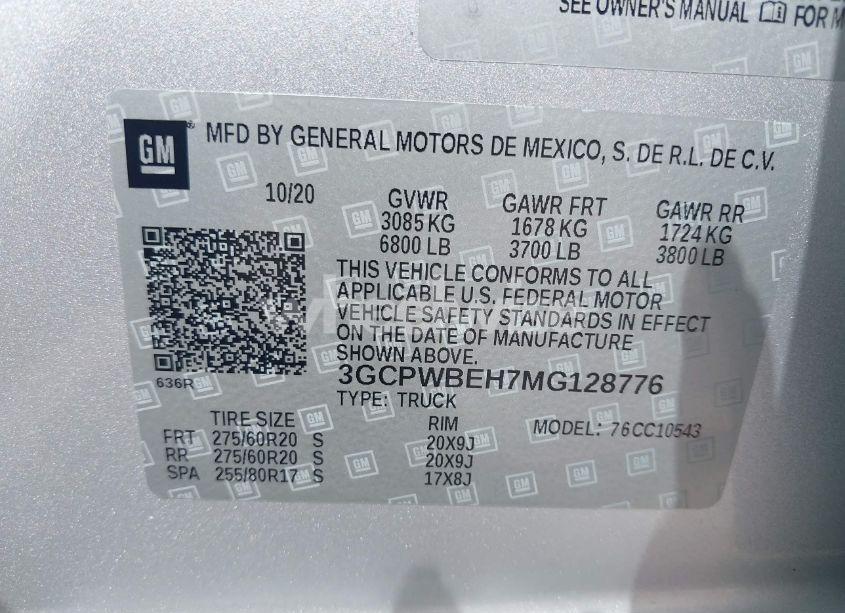 SEE OWNER'S MANUAL FOR
GM
MFD BY GENERAL MOTORS DE MEXICO, S. DE R.L. DE C.V.
10/20 GVWR GAWR FRT GAWR RR
3085 KG 1678 KG 1724 KG
6800 LB 3700 LB 3800 LB
THIS VEHICLE CONFORMS TO ALL
APPLICABLE U.S. FEDERAL MOTOR
VEHICLE SAFETY STANDARDS IN EFFECT
ON THE DATE OF MANUFACTURE
SHOWN ABOVE.
636R
3GCPWBEH7MG128776
TYPE: TRUCK
TIRE SIZE RIM MODEL: 76CC10543
FRT 275/60R20 S 20X9J
RR 275/60R20 S 20X9J
SPA 255/80R17 S 17X8J